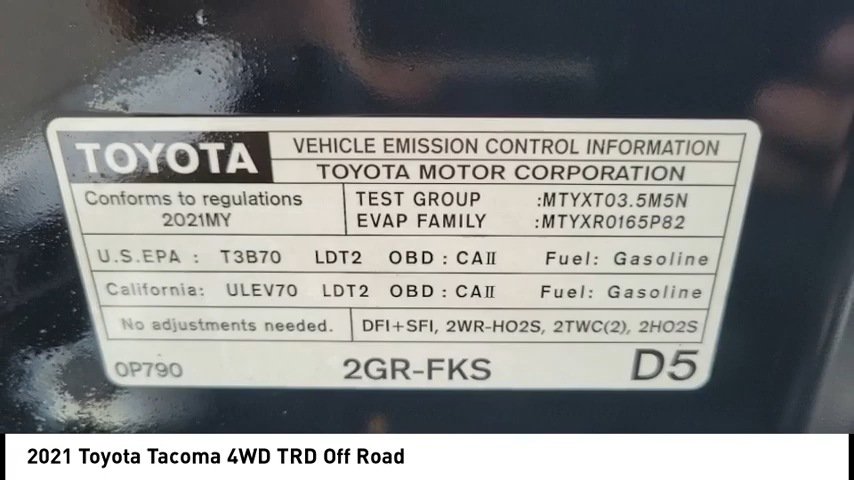 TOYOTA
VEHICLE EMISSION CONTROL INFORMATION
TOYOTA MOTOR CORPORATION
Conforms to regulations
2021MY
TEST GROUP :MTYXT03.5M5N
EVAP FAMILY :MTYXR0165P82
U.S.EPA : T3B70 LDT2 OBD : CAII Fuel: Gasoline
California: ULEV70 LDT2 OBD : CAII Fuel: Gasoline
No adjustments needed. DFI+SFI, 2WR-HO2S, 2TWC(2), 2HO2S
0P790 2GR-FKS D5
2021 Toyota Tacoma 4WD TRD Off Road